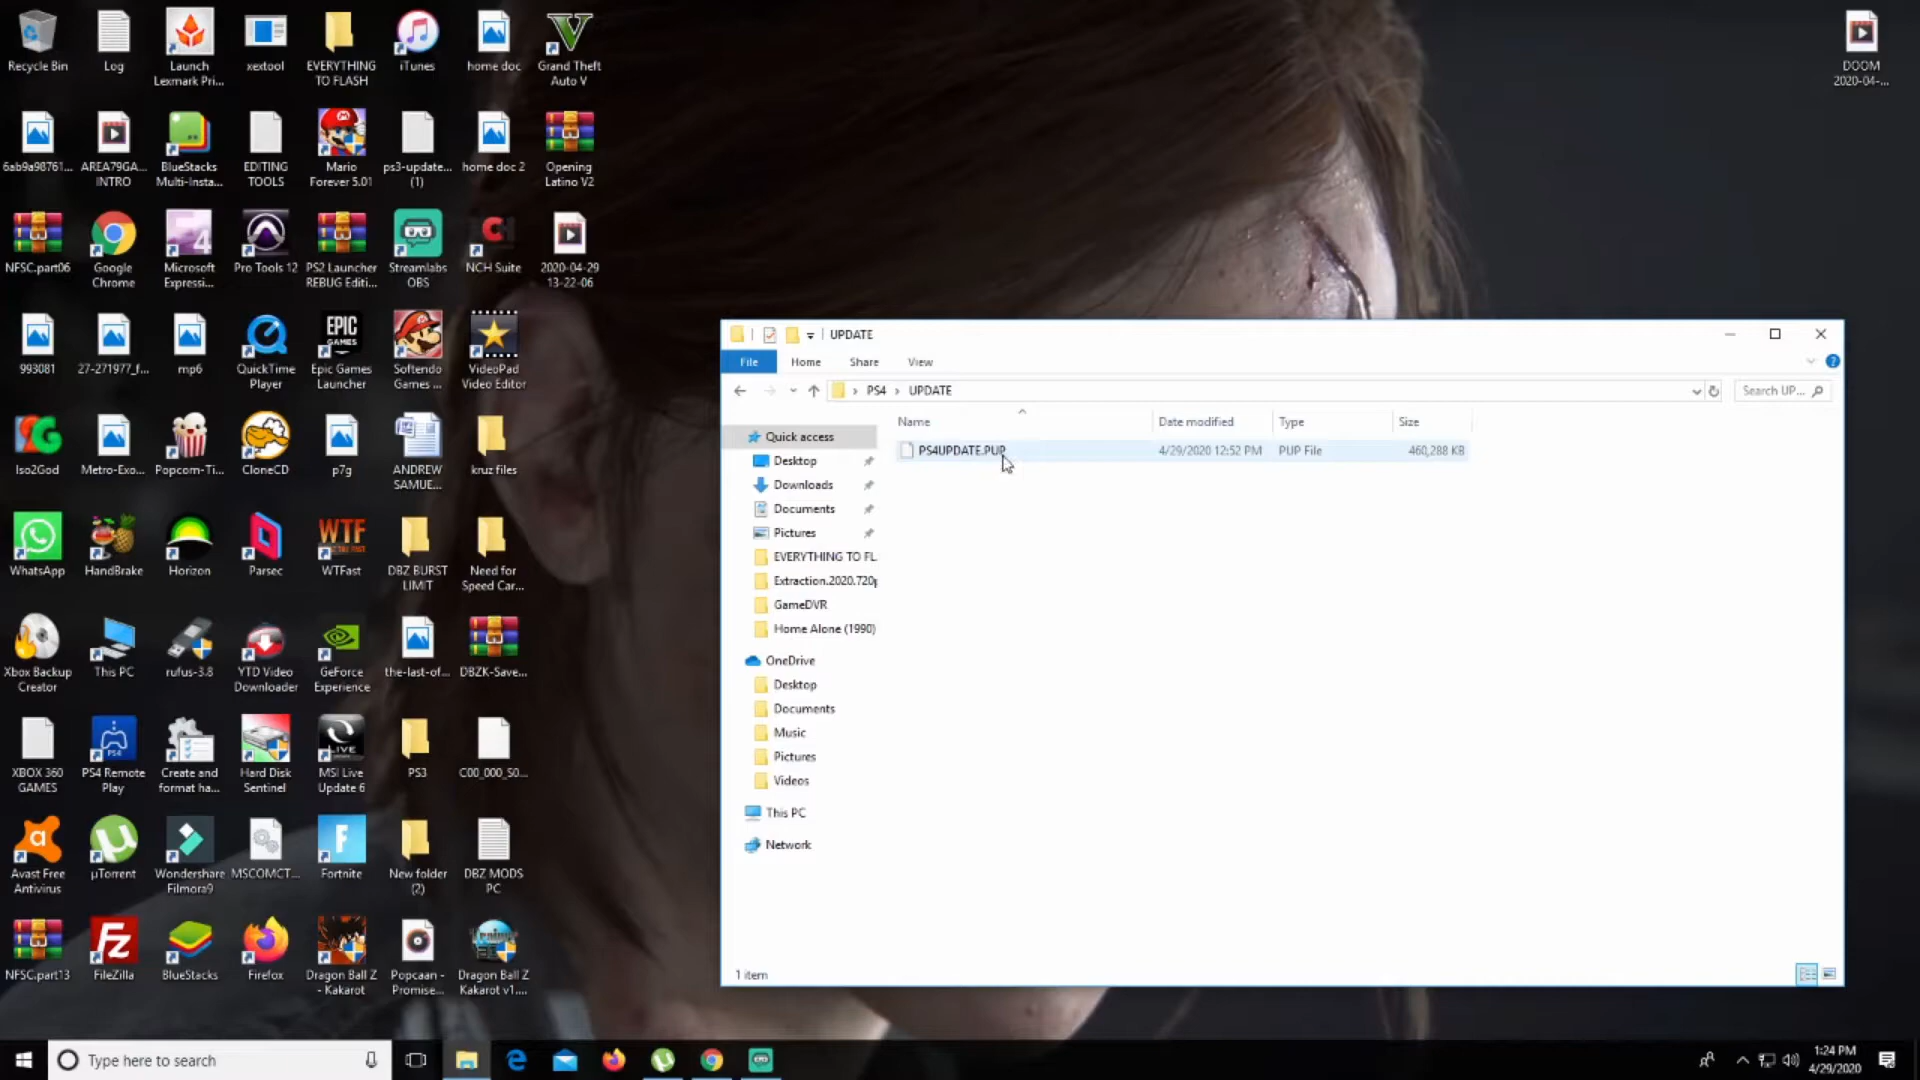 Recycle Bin
Log
Launch
Lexmark Pri...
xextool
EVERYTHING
TO FLASH
iTunes
home doc
Grand Theft
Auto V
DOOM
2020-04-...
6ab9a98761...
AREA79GA...
INTRO
BlueStacks
Multi-Insta...
EDITING
TOOLS
Mario
Forever 5.01
ps3-update...
(1)
home doc 2
Opening
Latino V2
NFSC.part06
Google
Chrome
Microsoft
Expressi...
Pro Tools 12
PS2 Launcher
REBUG Editi...
Streamlabs
OBS
NCH Suite
2020-04-29
13-22-06
993081
27-271977_f...
mp6
QuickTime
Player
EPIC
GAMES
Epic Games
Launcher
Softendo
Games ...
VideoPad
Video Editor
Iso2God
Metro-Exo...
Popcorn-Ti...
CloneCD
p7g
ANDREW
SAMUE...
kruz files
WhatsApp
HandBrake
Horizon
Parsec
WTF
WTFast
DBZ BURST
LIMIT
Need for
Speed Car...
Xbox Backup
Creator
This PC
rufus-3.8
YTD Video
Downloader
GeForce
Experience
the-last-of...
DBZK-Save...
XBOX 360
GAMES
PS4
PS4 Remote
Play
Create and
format ha...
Hard Disk
Sentinel
LIVE
MSI Live
Update 6
PS3
C00_000_S0...
Avast Free
Antivirus
µTorrent
Wondershare
Filmora9
MSCOMCT...
Fortnite
New folder
(2)
DBZ MODS
PC
NFSC.part13
FileZilla
BlueStacks
Firefox
Dragon Ball Z
- Kakarot
Popcaan -
Promise...
Dragon Ball Z
Kakarot v1....
UPDATE
File
Home
Share
View
PS4 › UPDATE
Search UP...
Name
Date modified
Type
Size
PS4UPDATE.PUP
4/29/2020 12:52 PM
PUP File
460,288 KB
Quick access
Desktop
Downloads
Documents
Pictures
EVERYTHING TO FL
Extraction.2020.720p
GameDVR
Home Alone (1990)
OneDrive
Desktop
Documents
Music
Pictures
Videos
This PC
Network
1 item
Type here to search
1:24 PM
4/29/2020